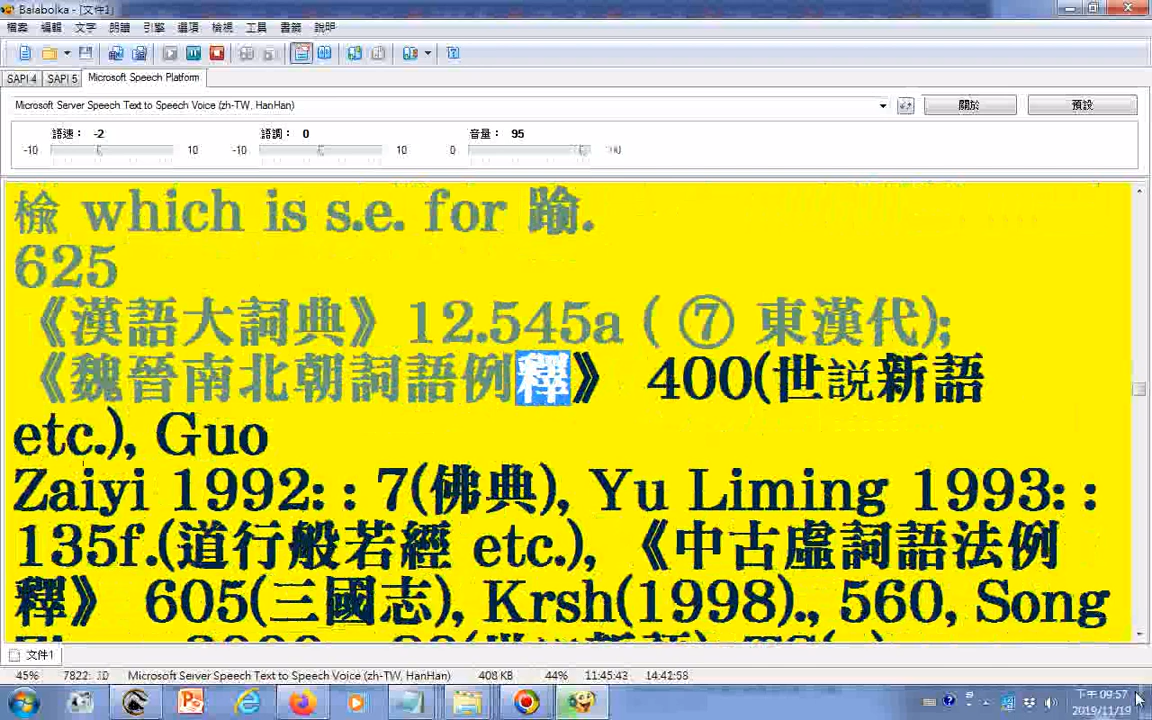 Balabolka - [文件1]
檔案 編輯 文字 朗讀 引擎 選項 檢視 工具 書籤 說明
SAPI 4 SAPI 5 Microsoft Speech Platform
Microsoft Server Speech Text to Speech Voice (zh-TW, HanHan) 關於 預設
語速： -2 語調： 0 音量： 95
-10 10 -10 10 0 100
榆 which is s.e. for 踰.
625
《漢語大詞典》 12.545a ( ⑦ 東漢代);
《魏晉南北朝詞語例釋》 400(世説新語
etc.), Guo
Zaiyi 1992: : 7(佛典), Yu Liming 1993: :
135f.(道行般若經 etc.), 《中古虛詞語法例
釋》 605(三國志), Krsh(1998)., 560, Song
文件1
45% Microsoft Server Speech Text to Speech Voice (zh-TW, HanHan) 408 KB 44% 11:45:43 14:42:58
下午 09:57
2019/11/19